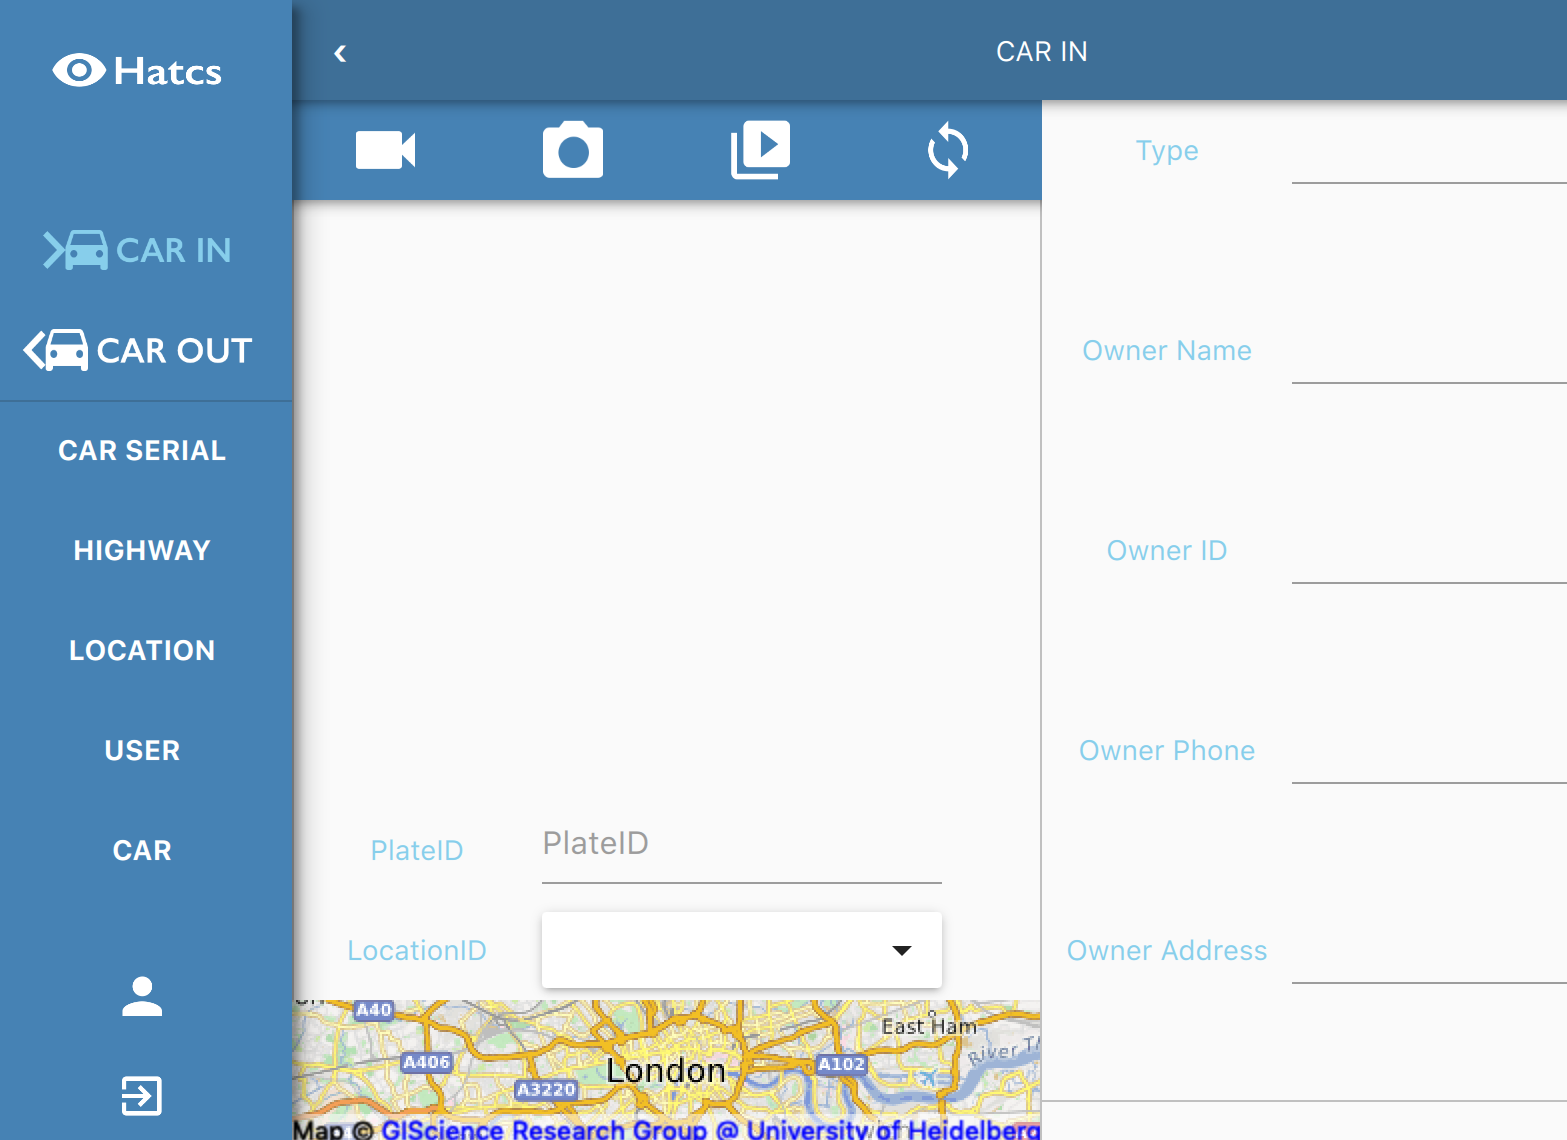 Hatcs
CAR IN
CAR OUT
CAR SERIAL
HIGHWAY
LOCATION
USER
CAR
‹
CAR IN
PlateID
PlateID
LocationID
A40
A406
A3220
London
A102
East Ham
River
Map © GIScience Research Group @ University of Heidelberg
Type
Owner Name
Owner ID
Owner Phone
Owner Address